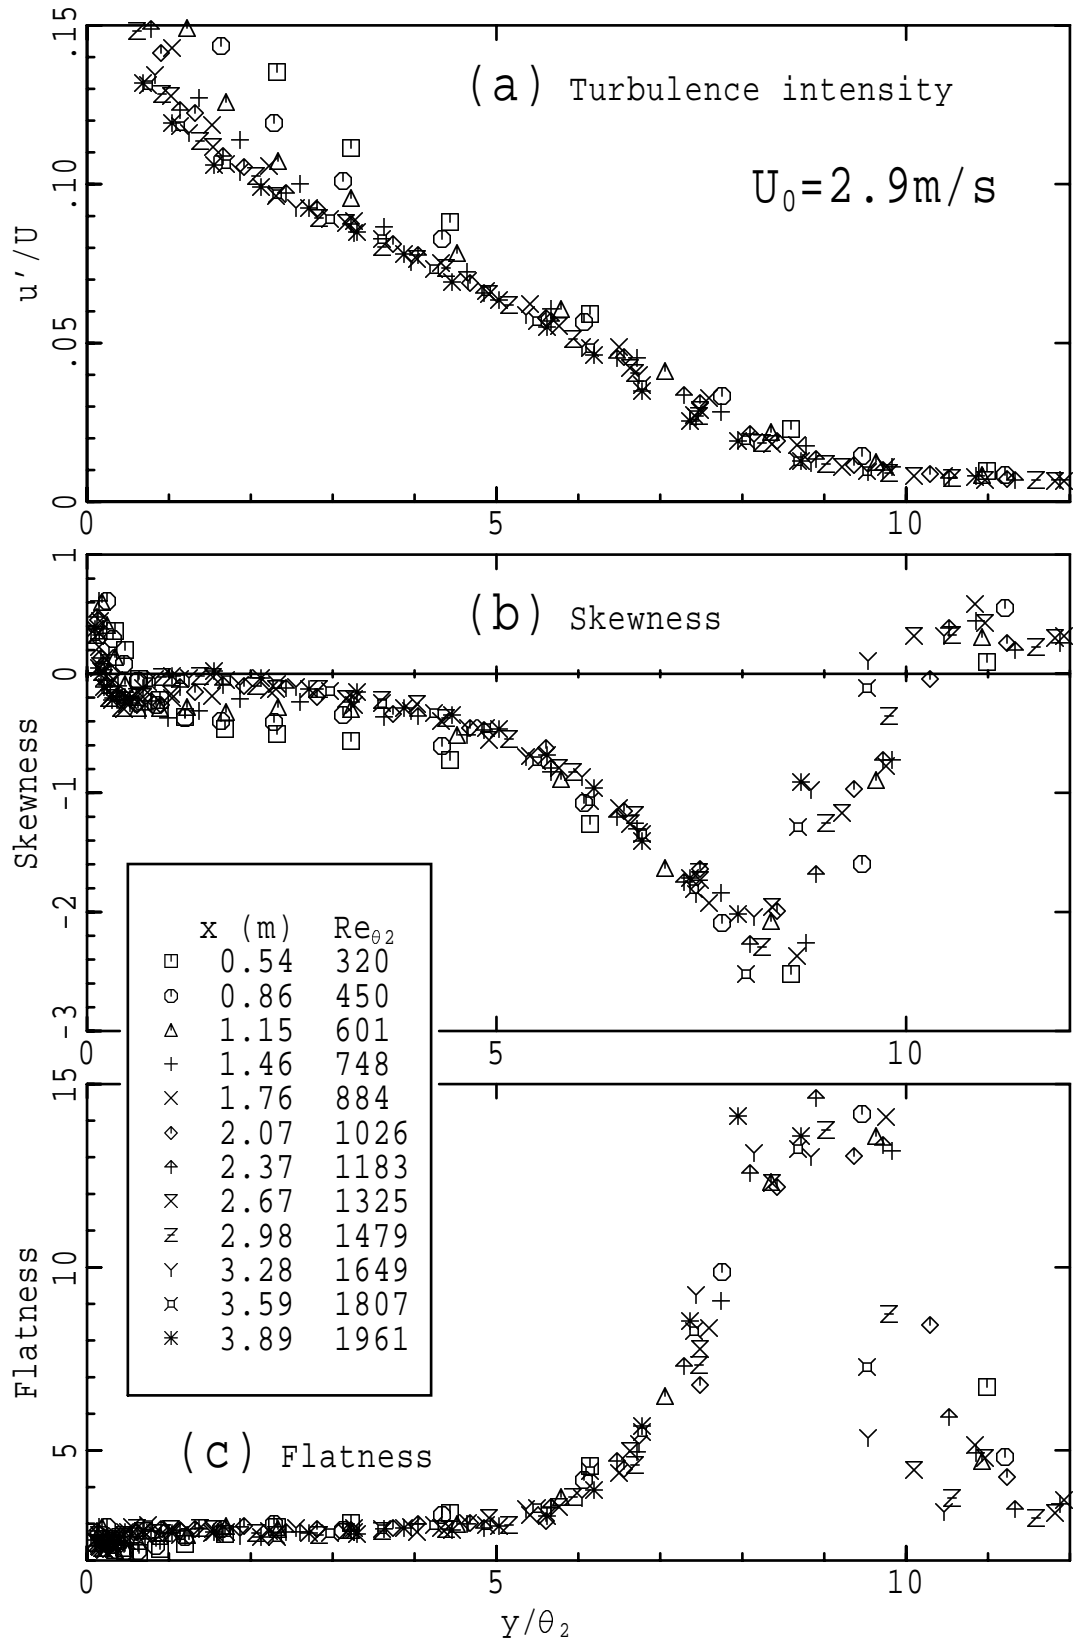 .15
(a) Turbulence intensity
.10
U₀=2.9m/s
u'/U
.05
0
0 5 10
1
(b) Skewness
0
Skewness
-1
-2
-3
0 5 10
x (m) Re_θ2
0.54 320
0.86 450
1.15 601
1.46 748
1.76 884
2.07 1026
2.37 1183
2.67 1325
2.98 1479
3.28 1649
3.59 1807
3.89 1961
15
10
Flatness
5
(c) Flatness
0 5 10
y/θ₂